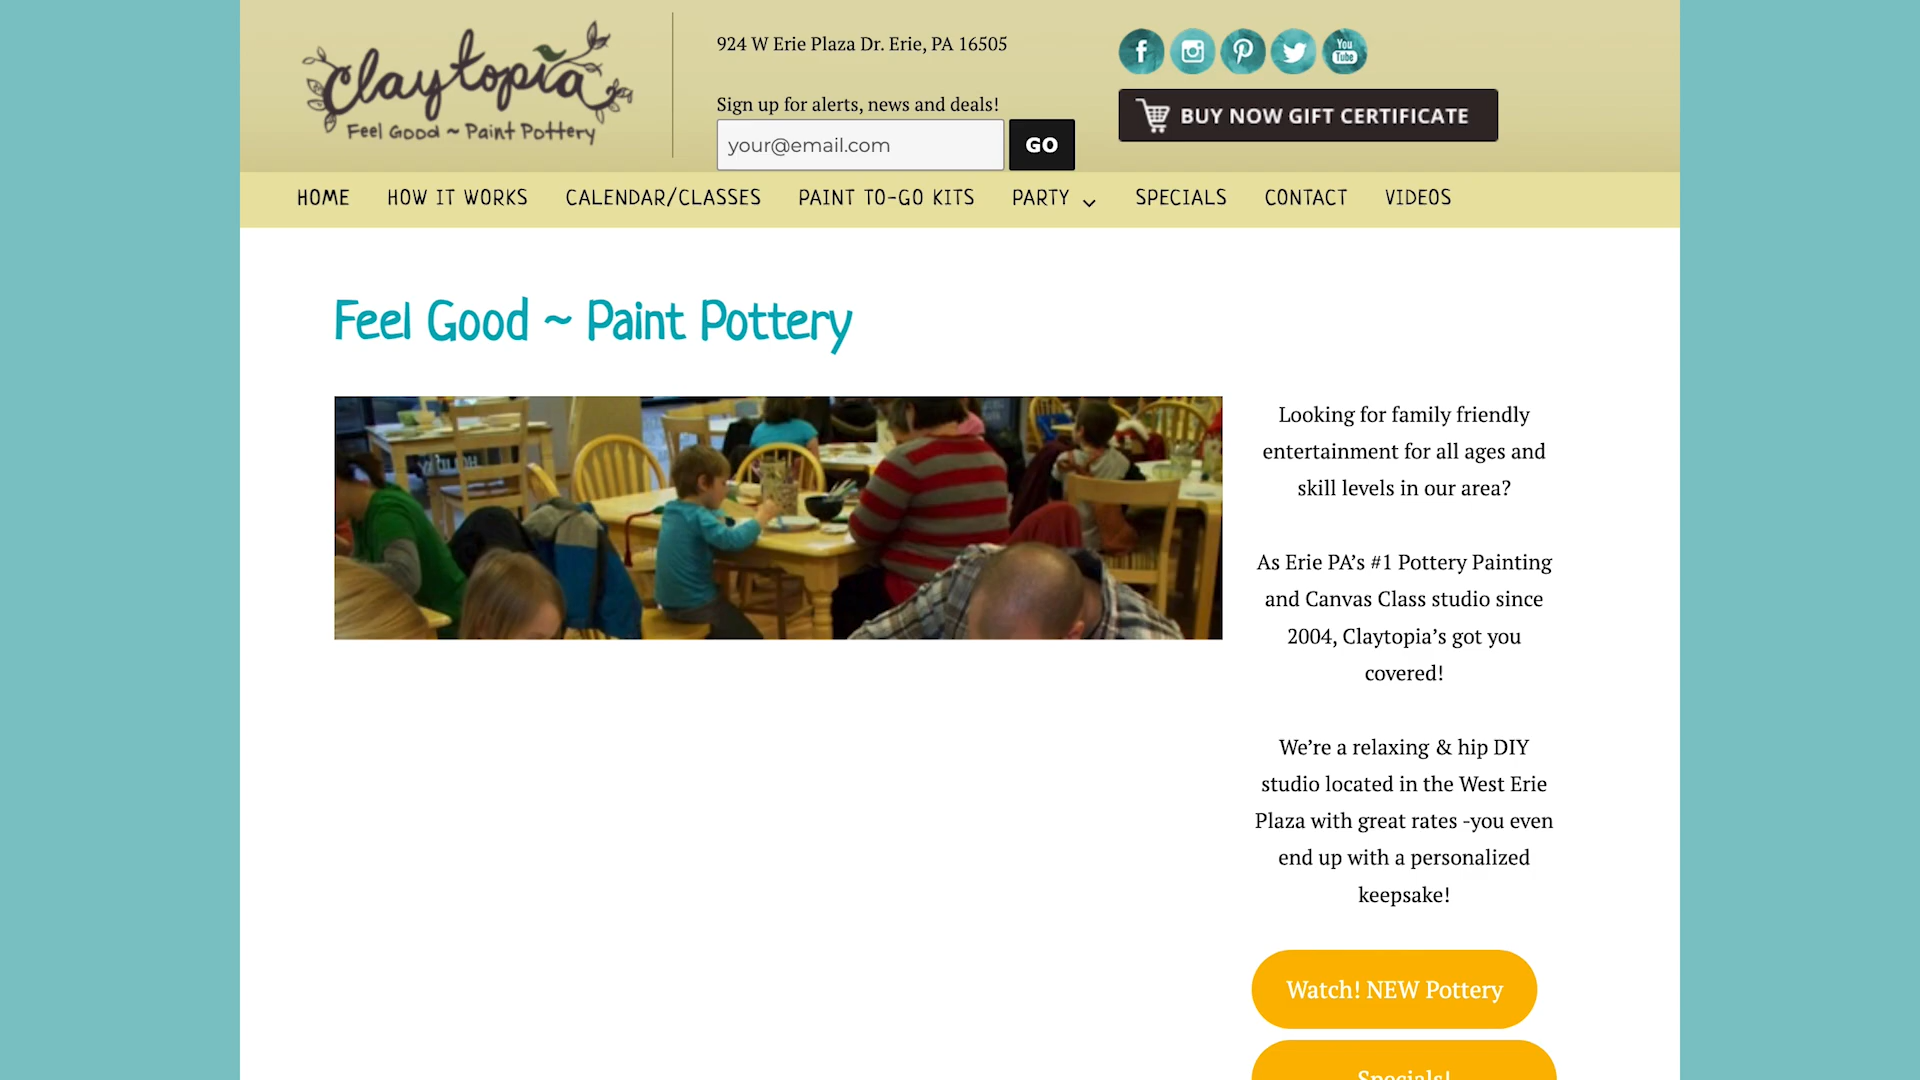 claytopia
Feel Good ~ Paint Pottery
924 W Erie Plaza Dr. Erie, PA 16505
Sign up for alerts, news and deals!
your@email.com
GO
You
Tube
BUY NOW GIFT CERTIFICATE
HOME
HOW IT WORKS
CALENDAR/CLASSES
PAINT TO-GO KITS
PARTY
SPECIALS
CONTACT
VIDEOS
Feel Good ~ Paint Pottery
Looking for family friendly
entertainment for all ages and
skill levels in our area?
As Erie PA’s #1 Pottery Painting
and Canvas Class studio since
2004, Claytopia’s got you
covered!
We’re a relaxing & hip DIY
studio located in the West Erie
Plaza with great rates -you even
end up with a personalized
keepsake!
Watch! NEW Pottery
Specials!